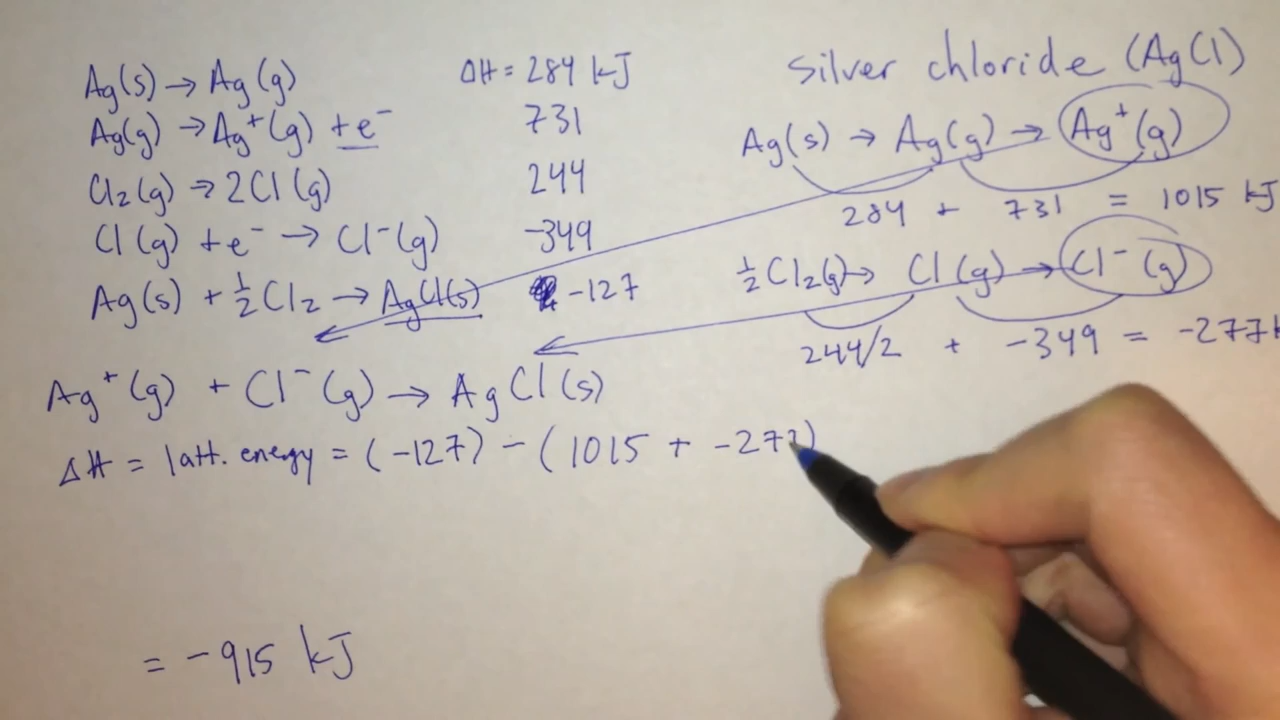 Ag(s) → Ag(g) ΔH = 284 kJ
Ag(g) → Ag⁺(g) + e⁻ 731
Cl₂(g) → 2Cl(g) 244
Cl(g) + e⁻ → Cl⁻(g) -349
Ag(s) + ½Cl₂ → AgCl(s) -127
Silver chloride (AgCl)
Ag(s) → Ag(g) → Ag⁺(g)
284 + 731 = 1015 kJ
½Cl₂(g) → Cl(g) → Cl⁻(g)
244/2 + -349 = -277k
Ag⁺(g) + Cl⁻(g) → AgCl(s)
ΔH = latt. energy = (-127) - (1015 + -277)
= -915 kJ